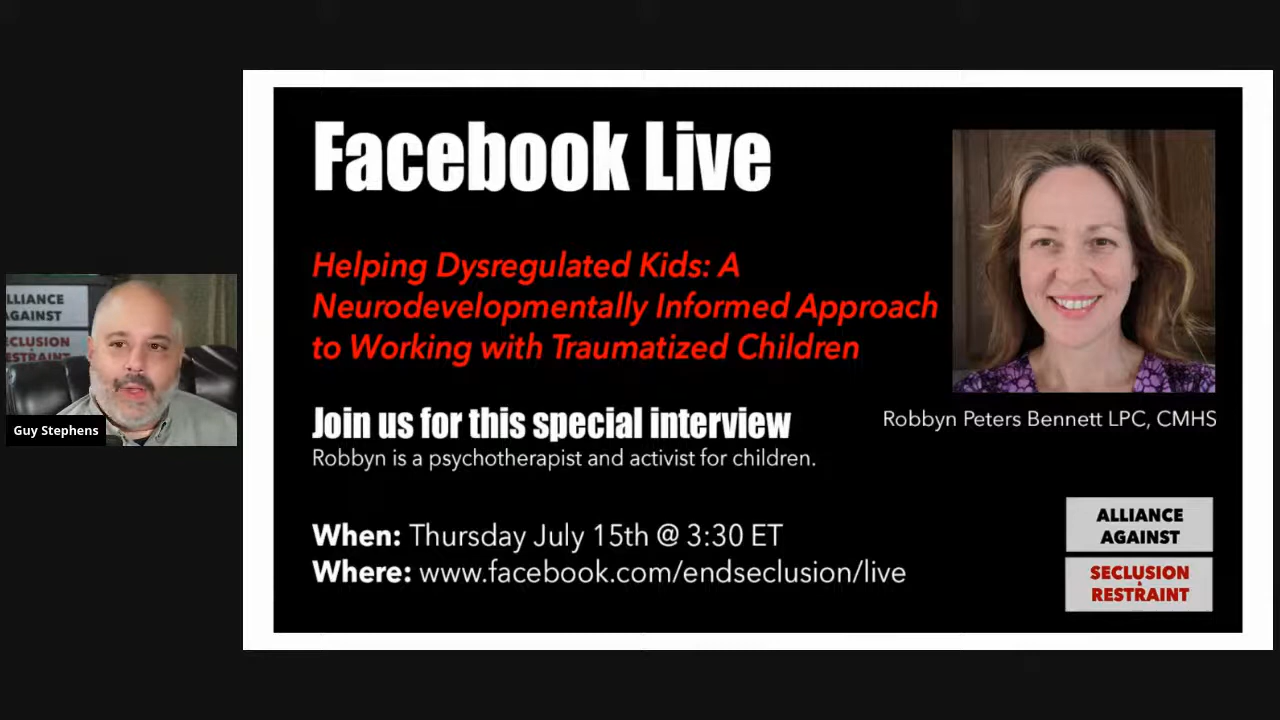 Facebook Live
Helping Dysregulated Kids: A
Neurodevelopmentally Informed Approach
to Working with Traumatized Children
Join us for this special interview
Robbyn is a psychotherapist and activist for children.
Robbyn Peters Bennett LPC, CMHS
When: Thursday July 15th @ 3:30 ET
Where: www.facebook.com/endseclusion/live
ALLIANCE
AGAINST
SECLUSION
RESTRAINT
LLIANCE
AGAINST
ECLUSION
RESTRAINT
Guy Stephens